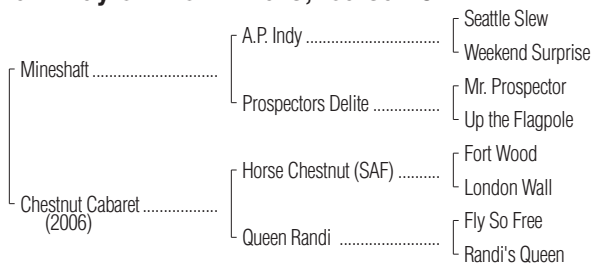 Seattle Slew
A.P. Indy ................................
Weekend Surprise
Mineshaft ..............................
Mr. Prospector
Prospectors Delite ................
Up the Flagpole
Fort Wood
Horse Chestnut (SAF) ..........
London Wall
Chestnut Cabaret ..................
(2006)
Fly So Free
Queen Randi ........................
Randi's Queen